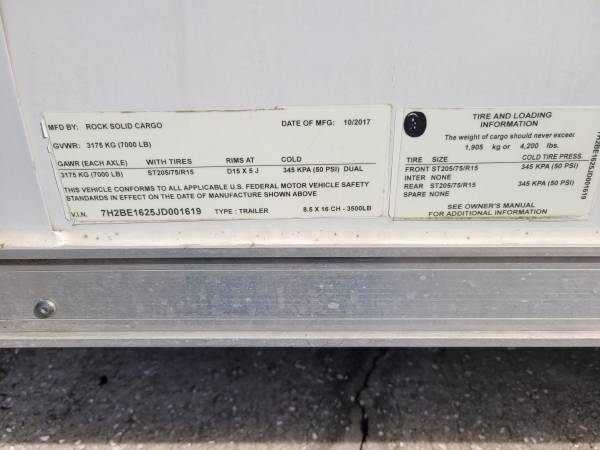 MFD BY: ROCK SOLID CARGO DATE OF MFG: 10/2017
GVWR: 3175 KG (7000 LB)
GAWR (EACH AXLE) WITH TIRES RIMS AT COLD
3175 KG (7000 LB) ST205/75/R15 D15 X 5 J 345 KPA (50 PSI) DUAL
THIS VEHICLE CONFORMS TO ALL APPLICABLE U.S. FEDERAL MOTOR VEHICLE SAFETY
STANDARDS IN EFFECT ON THE DATE OF MANUFACTURE SHOWN ABOVE.
V.I.N. 7H2BE1625JD001619 TYPE : TRAILER 8.5 X 16 CH - 3500LB
TIRE AND LOADING
INFORMATION
The weight of cargo should never exceed
1,905 kg or 4,200 lbs.
TIRE SIZE COLD TIRE PRESS.
FRONT ST205/75/R15 345 KPA (50 PSI)
INTER NONE
REAR ST205/75/R15 345 KPA (50 PSI)
SPARE NONE
SEE OWNER'S MANUAL
FOR ADDITIONAL INFORMATION
7H2BE1625JD001619